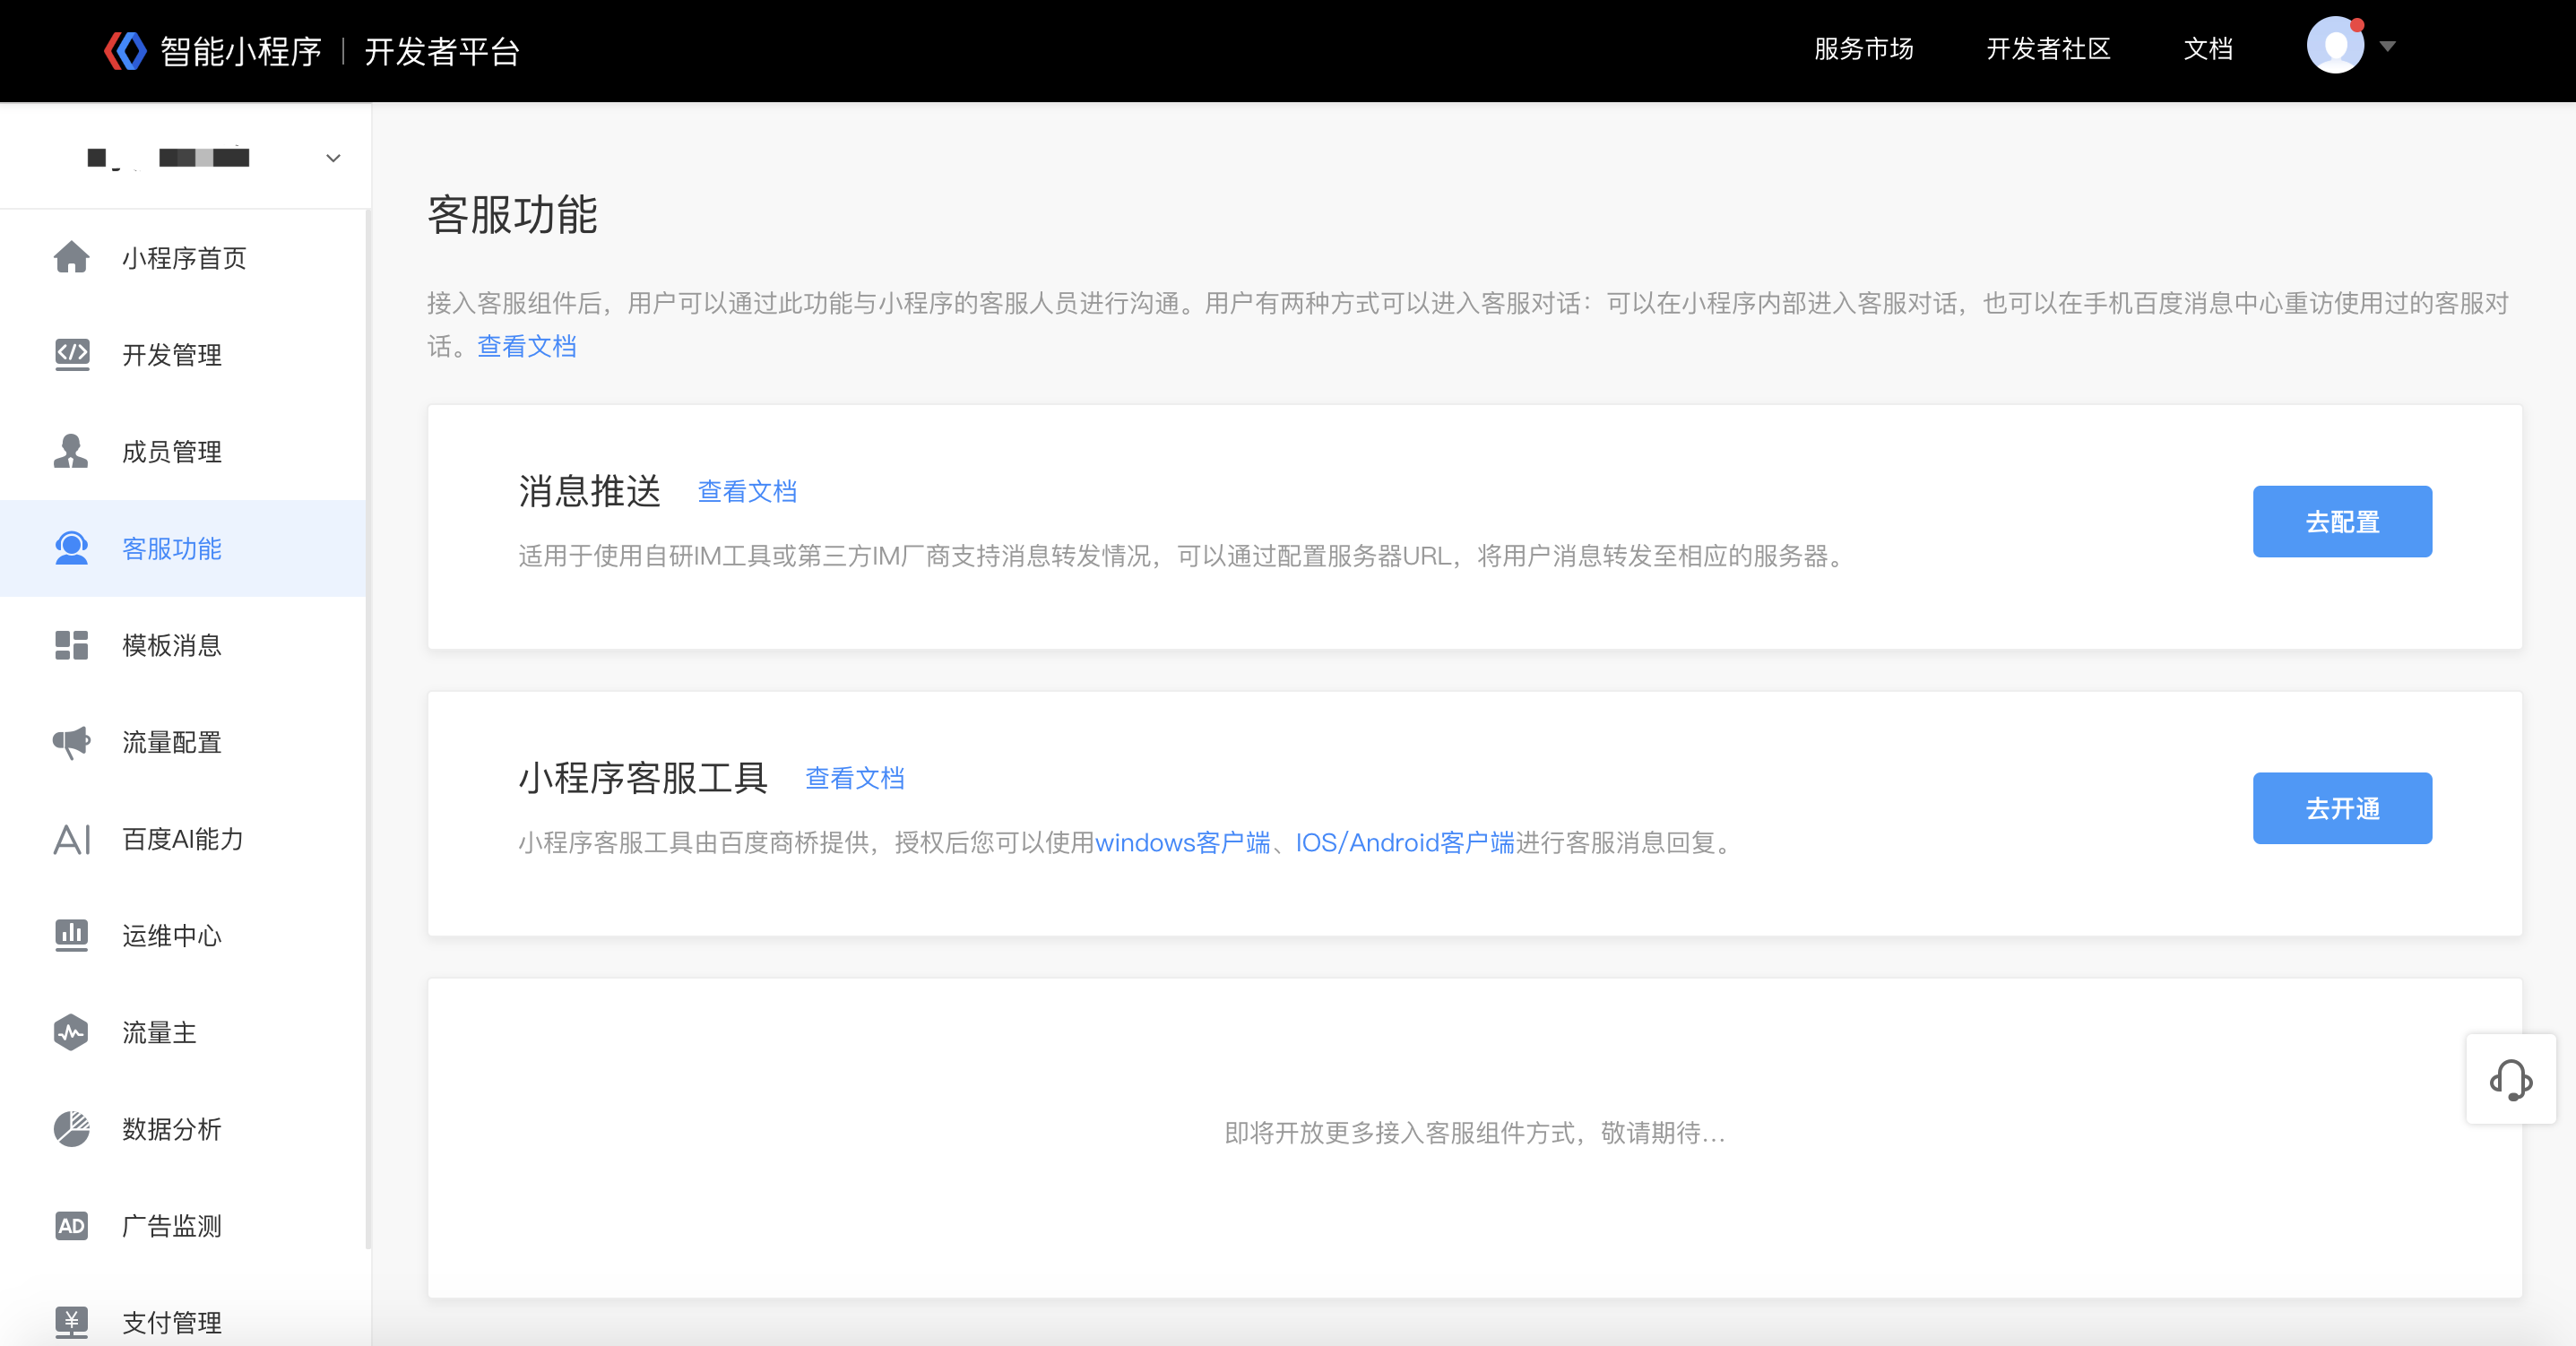 智能小程序 | 开发者平台
服务市场
开发者社区
文档
小程序首页
开发管理
成员管理
客服功能
模板消息
流量配置
AI 百度AI能力
运维中心
流量主
数据分析
AD 广告监测
¥ 支付管理
客服功能
接入客服组件后，用户可以通过此功能与小程序的客服人员进行沟通。用户有两种方式可以进入客服对话：可以在小程序内部进入客服对话，也可以在手机百度消息中心重访使用过的客服对
话。查看文档
消息推送 查看文档
适用于使用自研IM工具或第三方IM厂商支持消息转发情况，可以通过配置服务器URL，将用户消息转发至相应的服务器。
去配置
小程序客服工具 查看文档
小程序客服工具由百度商桥提供，授权后您可以使用windows客户端、IOS/Android客户端进行客服消息回复。
去开通
即将开放更多接入客服组件方式，敬请期待...